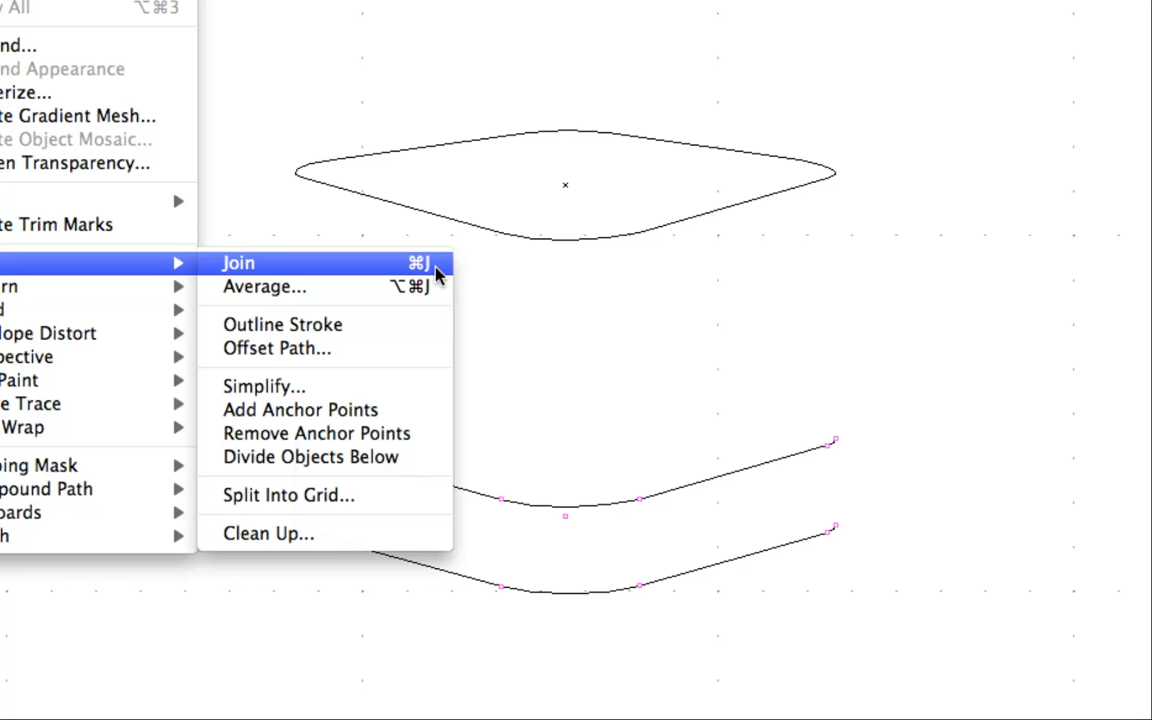 y All ⌥⌘3
nd...
nd Appearance
erize...
te Gradient Mesh...
te Object Mosaic...
en Transparency...
te Trim Marks
Join ⌘J
rn
Average... ⌥⌘J
d
Outline Stroke
lope Distort
Offset Path...
pective
Paint
Simplify...
e Trace
Add Anchor Points
Wrap
Remove Anchor Points
Divide Objects Below
ping Mask
pound Path
Split Into Grid...
oards
h
Clean Up...